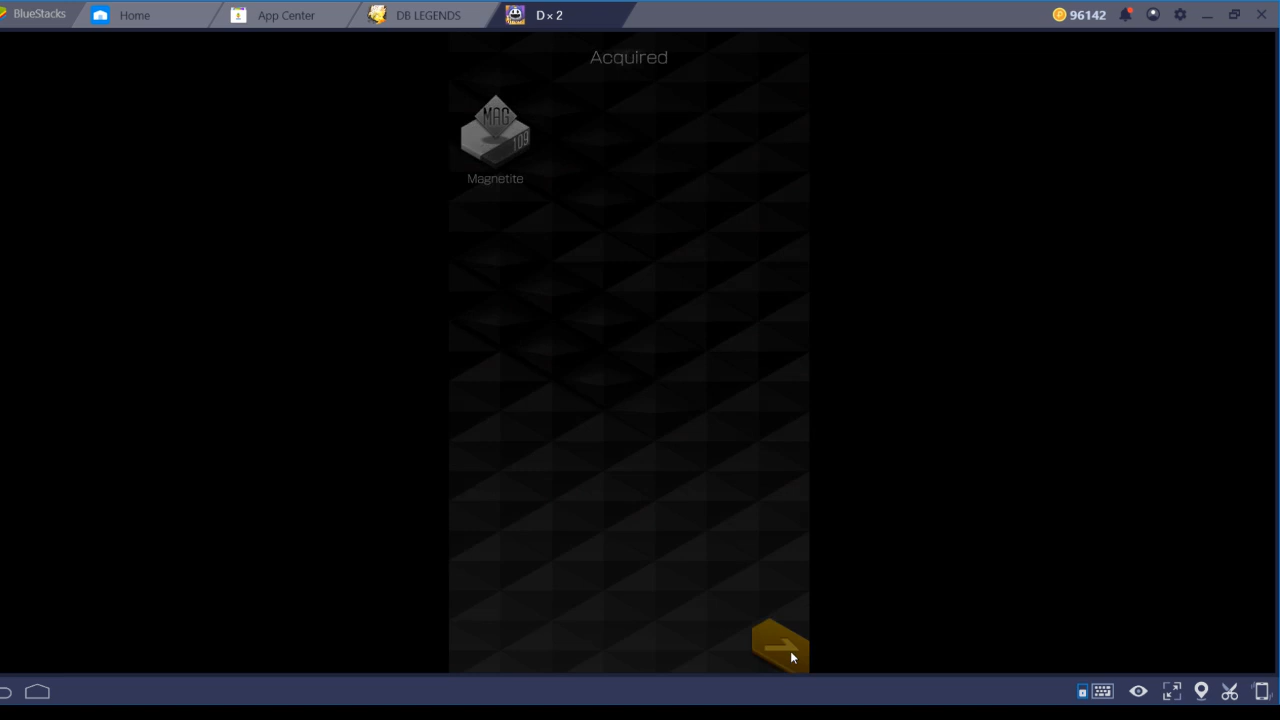 BlueStacks
Home
App Center
DB LEGENDS
D×2
96142
Acquired
MAG
109
Magnetite